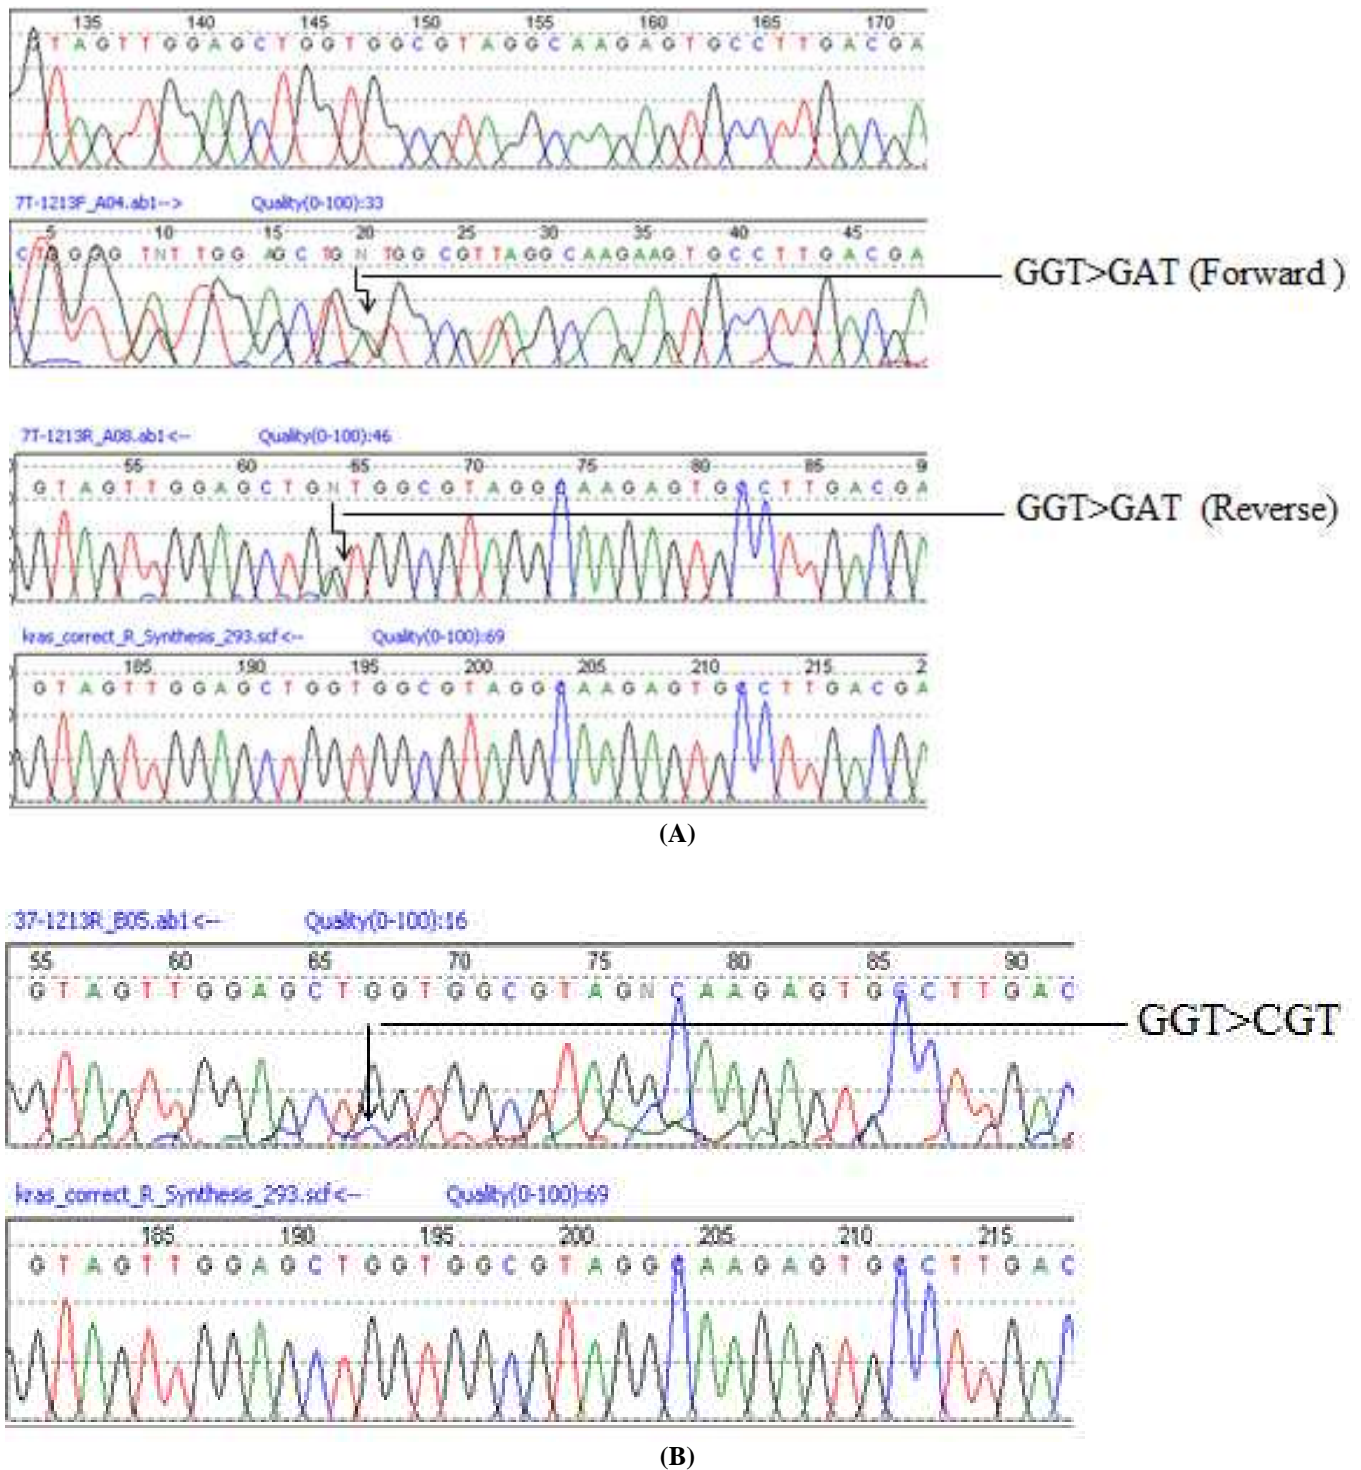 135 140 145 150 155 160 165 170
G T A G T T G G A G C T G G T G G C G T A G G C A A G A G T G C C T T G A C G A
7T-1213F_A04.ab1--> Quality(0-100):33
5 10 15 20 25 30 35 40 45
C T G G G G T N T T G G A G C T G N T G G C G T T A G G C A A G A A G T G C C T T G A C G A
GGT>GAT (Forward )
7T-1213R_A08.ab1<-- Quality(0-100):46
55 60 65 70 75 80 85 9
G T A G T T G G A G C T G N T G G C G T A G G C A A G A G T G C C T T G A C G A
GGT>GAT (Reverse)
kras_correct_R_Synthesis_293.scf<-- Quality(0-100):69
185 190 195 200 205 210 215 2
G T A G T T G G A G C T G G T G G C G T A G G C A A G A G T G C C T T G A C G A
(A)
37-1213R_B05.ab1<-- Quality(0-100):16
55 60 65 70 75 80 85 90
G T A G T T G G A G C T G G T G G C G T A G N C A A G A G T G C C T T G A C
GGT>CGT
kras_correct_R_Synthesis_293.scf<-- Quality(0-100):69
185 190 195 200 205 210 215
G T A G T T G G A G C T G G T G G C G T A G G C A A G A G T G C C T T G A C
(B)